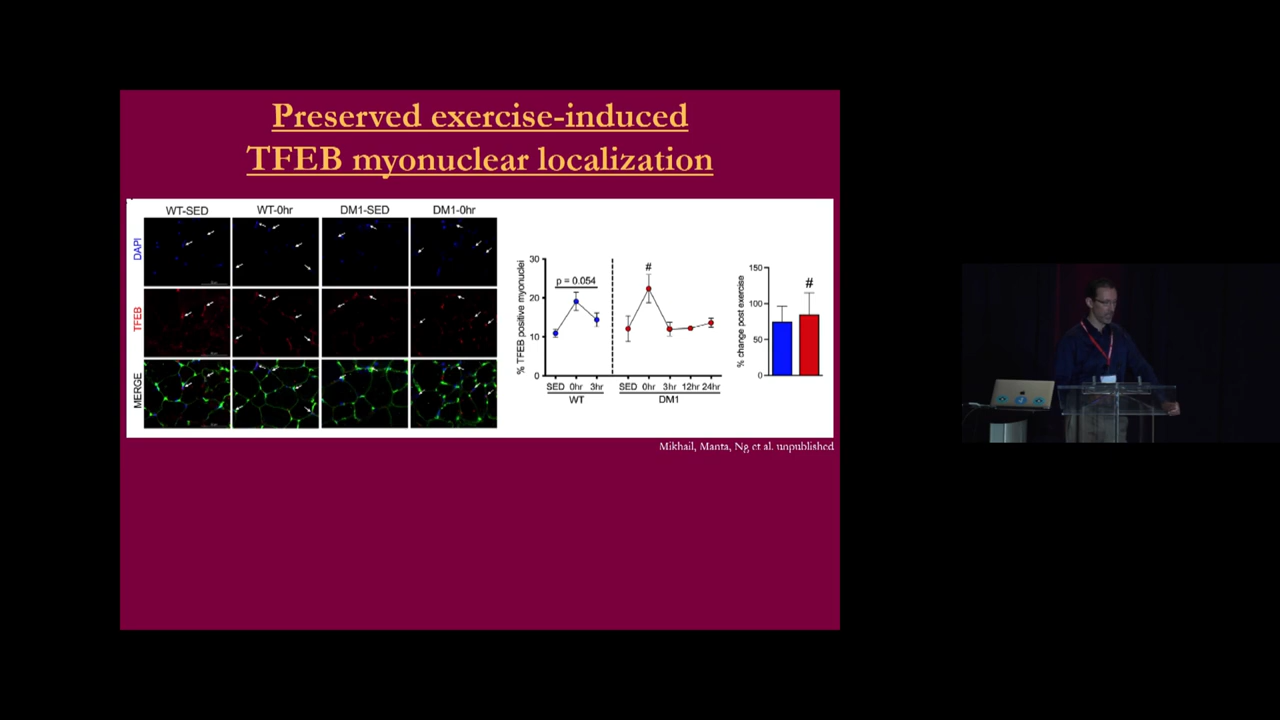 Preserved exercise-induced
TFEB myonuclear localization
WT-SED WT-0hr DM1-SED DM1-0hr
DAPI
TFEB
MERGE
% TFEB positive myonuclei
30
20
10
0
p = 0.054
#
SED 0hr 3hr SED 0hr 3hr 12hr 24hr
WT DM1
% change post exercise
150
100
50
0
#
Mikhail, Manta, Ng et al. unpublished